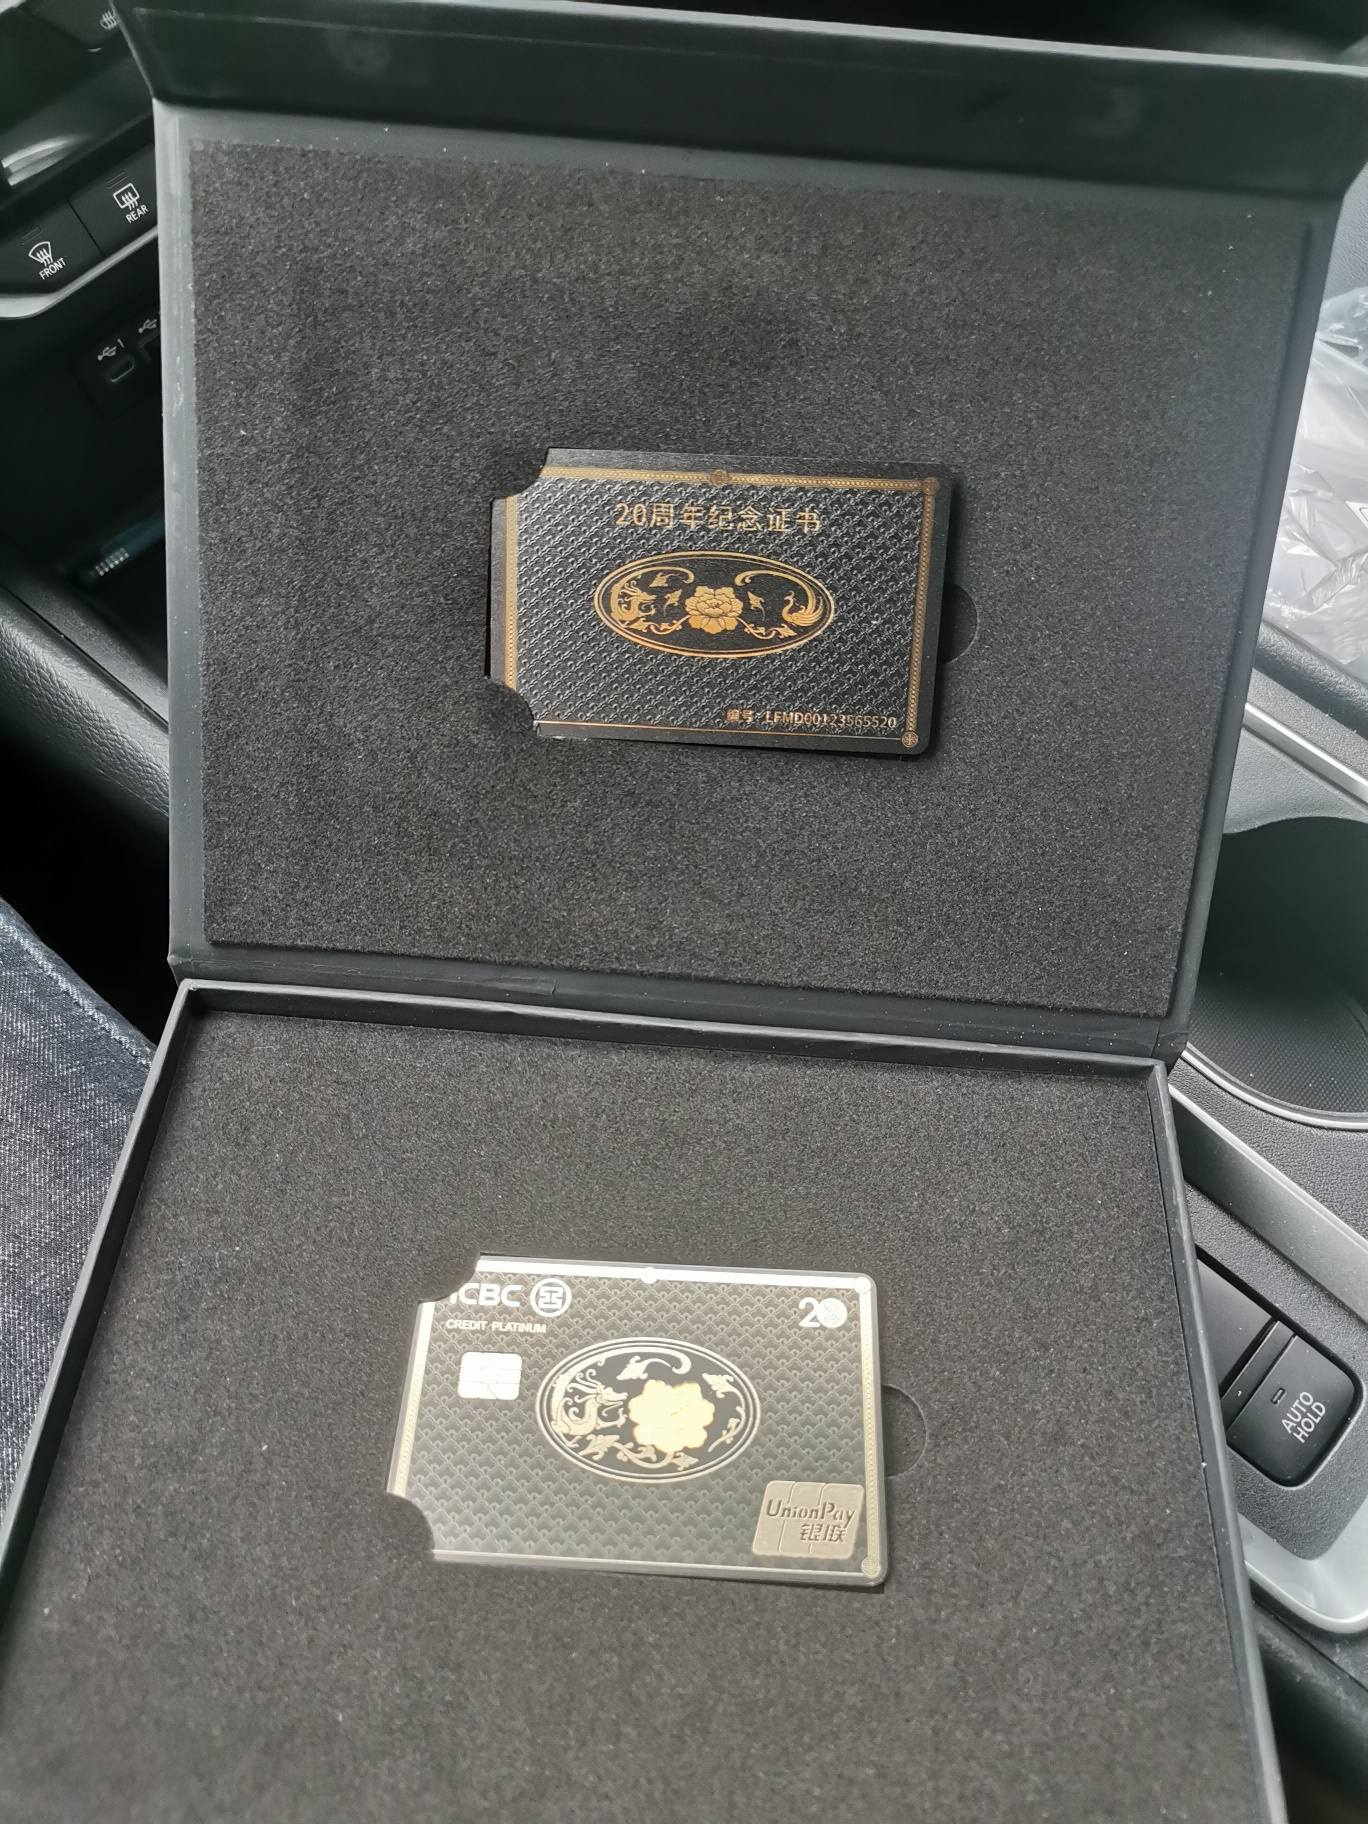 REAR
FRONT
1
20周年纪念证书
编号：LFMD00123565520
ICBC
20
CREDIT PLATINUM
UnionPay
银联
AUTO
HOLD